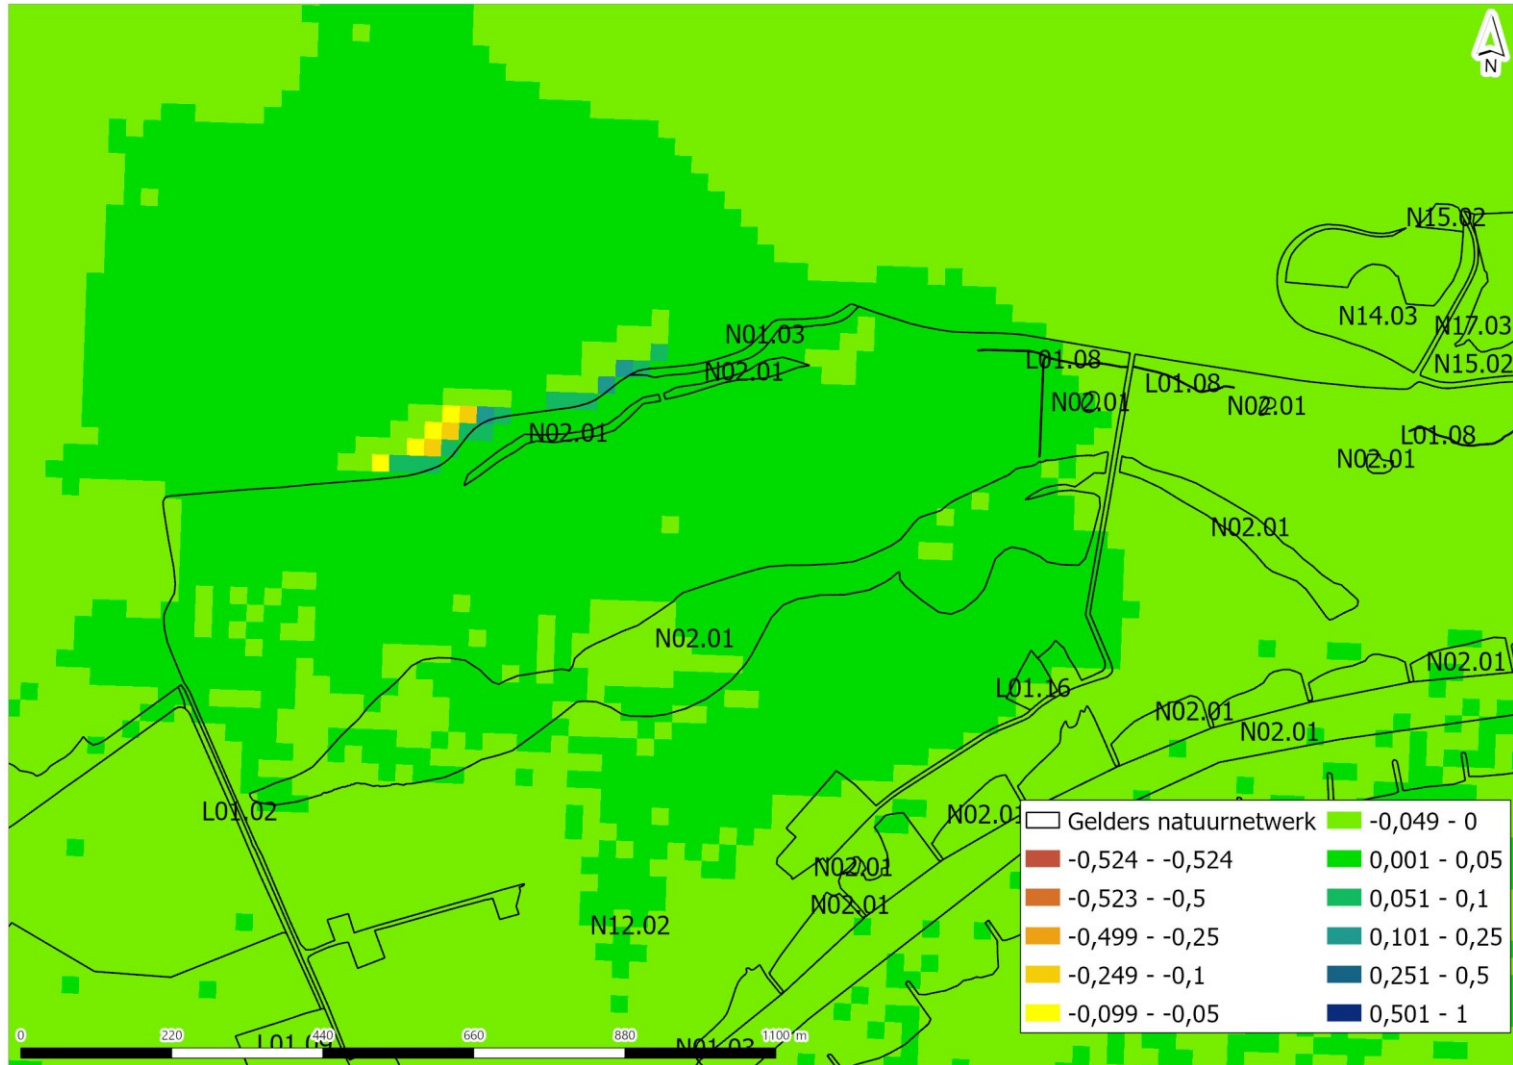 N
N15.02
N14.03
N17.03
N15.02
N01.03
L01.08
N02.01
L01.08
N02.01
N02.01
N02.01
L01.08
N02.01
N02.01
N02.01
L01.16
N02.01
N02.01
N02.01
L01.02
N02.01
N02.01
N02.01
N12.02
N01.03
Gelders natuurnetwerk
-0,524 - -0,524
-0,523 - -0,5
-0,499 - -0,25
-0,249 - -0,1
-0,099 - -0,05
-0,049 - 0
0,001 - 0,05
0,051 - 0,1
0,101 - 0,25
0,251 - 0,5
0,501 - 1
0 220 440 660 880 1100 m